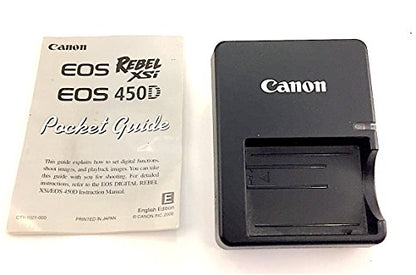 Canon
EOS REBEL XSi
EOS 450D
Pocket Guide
This guide explains how to set digital functions,
shoot images, and playback images. You can take
this guide with you for shooting. For detailed
instructions, refer to the EOS DIGITAL REBEL
XSi/EOS 450D Instruction Manual.
E
English Edition
PRINTED IN JAPAN
© CANON INC. 2008
Canon